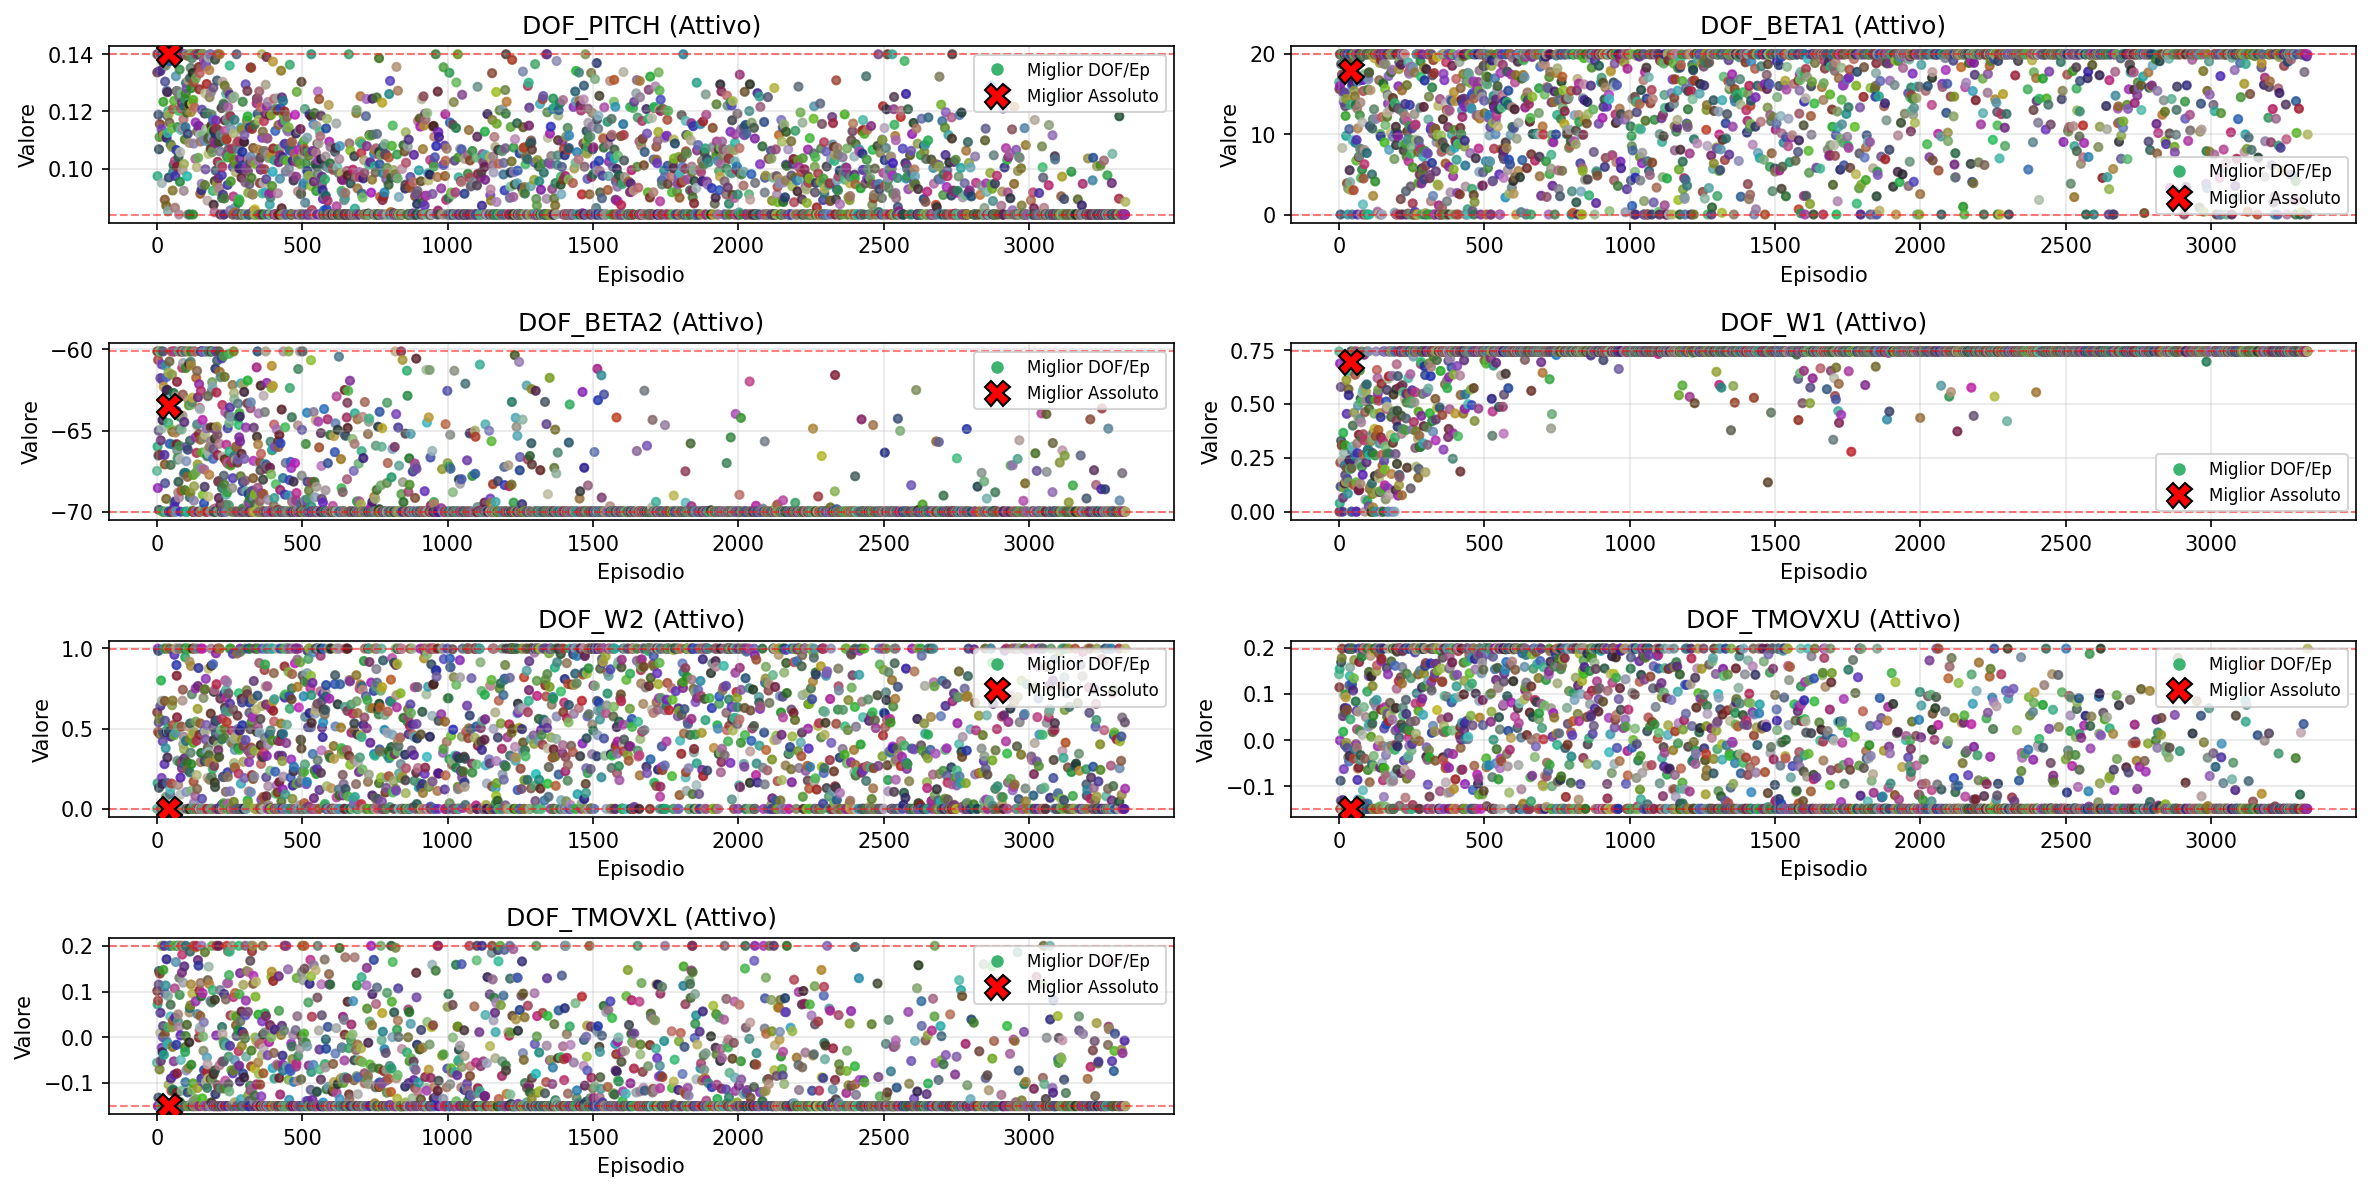 DOF_PITCH (Attivo)
0.14
0.12
0.10
Valore
Miglior DOF/Ep
Miglior Assoluto
0 500 1000 1500 2000 2500 3000
Episodio
DOF_BETA1 (Attivo)
20
10
0
Valore
Miglior DOF/Ep
Miglior Assoluto
0 500 1000 1500 2000 2500 3000
Episodio
DOF_BETA2 (Attivo)
−60
−65
−70
Valore
Miglior DOF/Ep
Miglior Assoluto
0 500 1000 1500 2000 2500 3000
Episodio
DOF_W1 (Attivo)
0.75
0.50
0.25
0.00
Valore
Miglior DOF/Ep
Miglior Assoluto
0 500 1000 1500 2000 2500 3000
Episodio
DOF_W2 (Attivo)
1.0
0.5
0.0
Valore
Miglior DOF/Ep
Miglior Assoluto
0 500 1000 1500 2000 2500 3000
Episodio
DOF_TMOVXU (Attivo)
0.2
0.1
0.0
−0.1
Valore
Miglior DOF/Ep
Miglior Assoluto
0 500 1000 1500 2000 2500 3000
Episodio
DOF_TMOVXL (Attivo)
0.2
0.1
0.0
−0.1
Valore
Miglior DOF/Ep
Miglior Assoluto
0 500 1000 1500 2000 2500 3000
Episodio